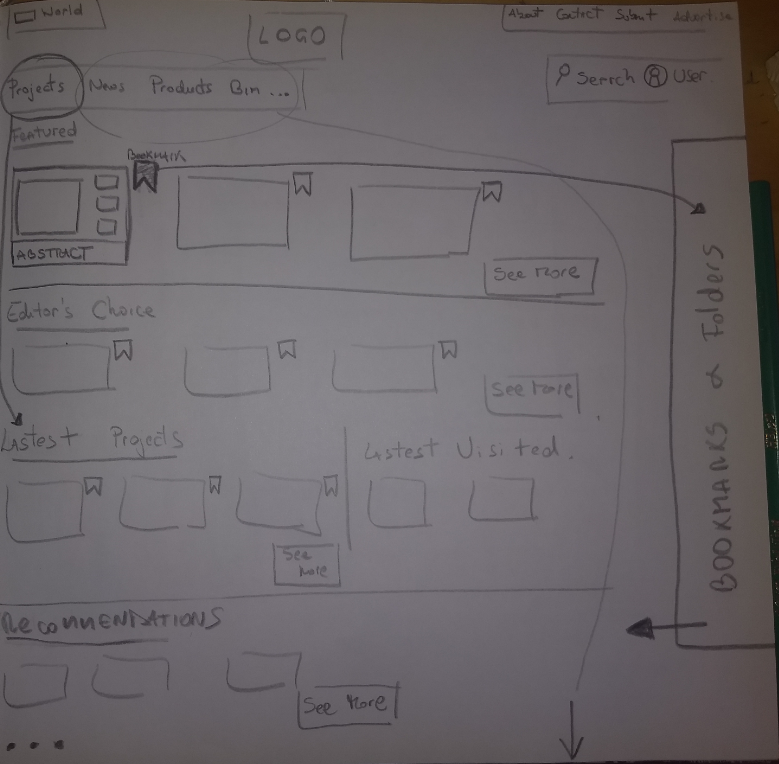 World
About Contact Submit Advertise
LOGO
Projects News Products Bim ...
Search User
Featured
BOOKMARK
ABSTRACT
See More
Editor's Choice
See More
Lastest Projects
Lastest Visited.
See More
RecommENDATIONS
See More
...
BOOKMARKS & Folders